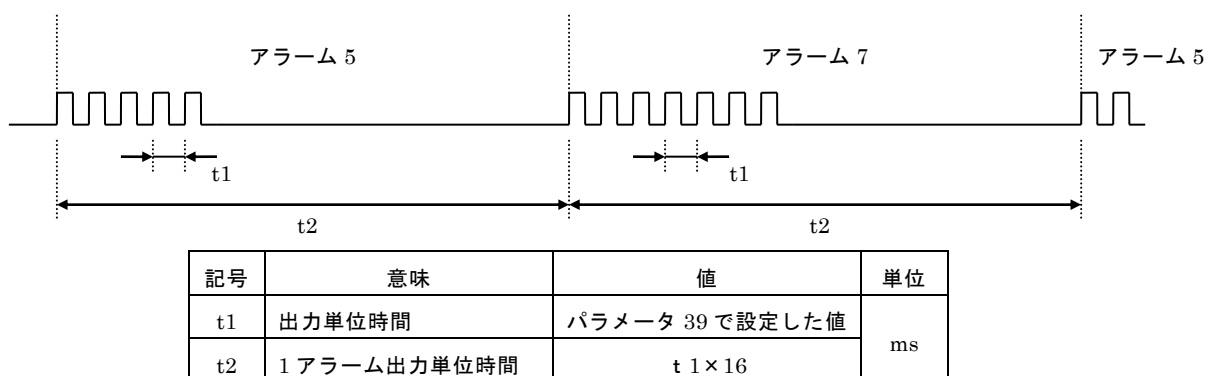 アラーム 5
アラーム 7
アラーム 5
t1
t1
t2
t2
記号 意味 値 単位
t1 出力単位時間 パラメータ 39 で設定した値 ms
t2 1 アラーム出力単位時間 t 1×16